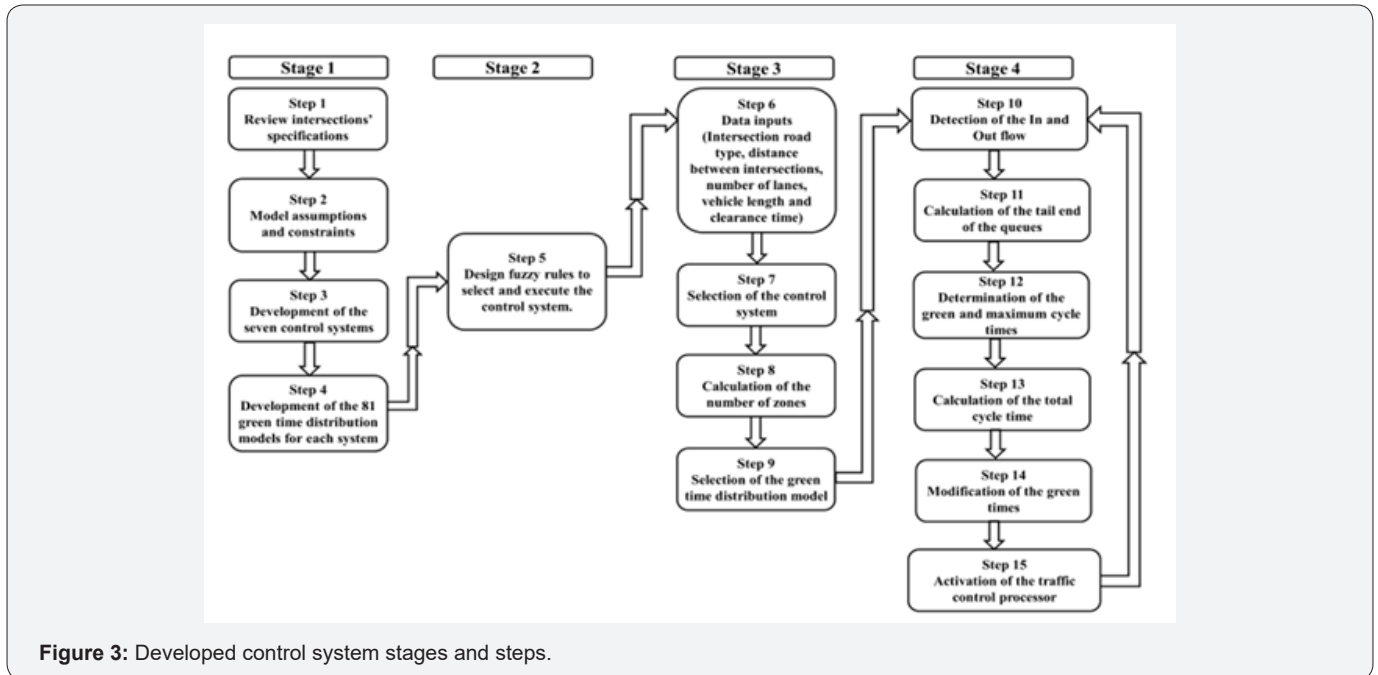 Stage 1
Step 1
Review intersections'
specifications
Step 2
Model assumptions
and constraints
Step 3
Development of the
seven control systems
Step 4
Development of the 81
green time distribution
models for each system
Stage 2
Step 5
Design fuzzy rules to
select and execute the
control system.
Stage 3
Step 6
Data inputs
(Intersection road
type, distance
between intersections,
number of lanes,
vehicle length and
clearance time)
Step 7
Selection of the control
system
Step 8
Calculation of the
number of zones
Step 9
Selection of the green
time distribution model
Stage 4
Step 10
Detection of the In and
Out flow
Step 11
Calculation of the tail end
of the queues
Step 12
Determination of the
green and maximum cycle
times
Step 13
Calculation of the total
cycle time
Step 14
Modification of the green
times
Step 15
Activation of the traffic
control processor
Figure 3: Developed control system stages and steps.